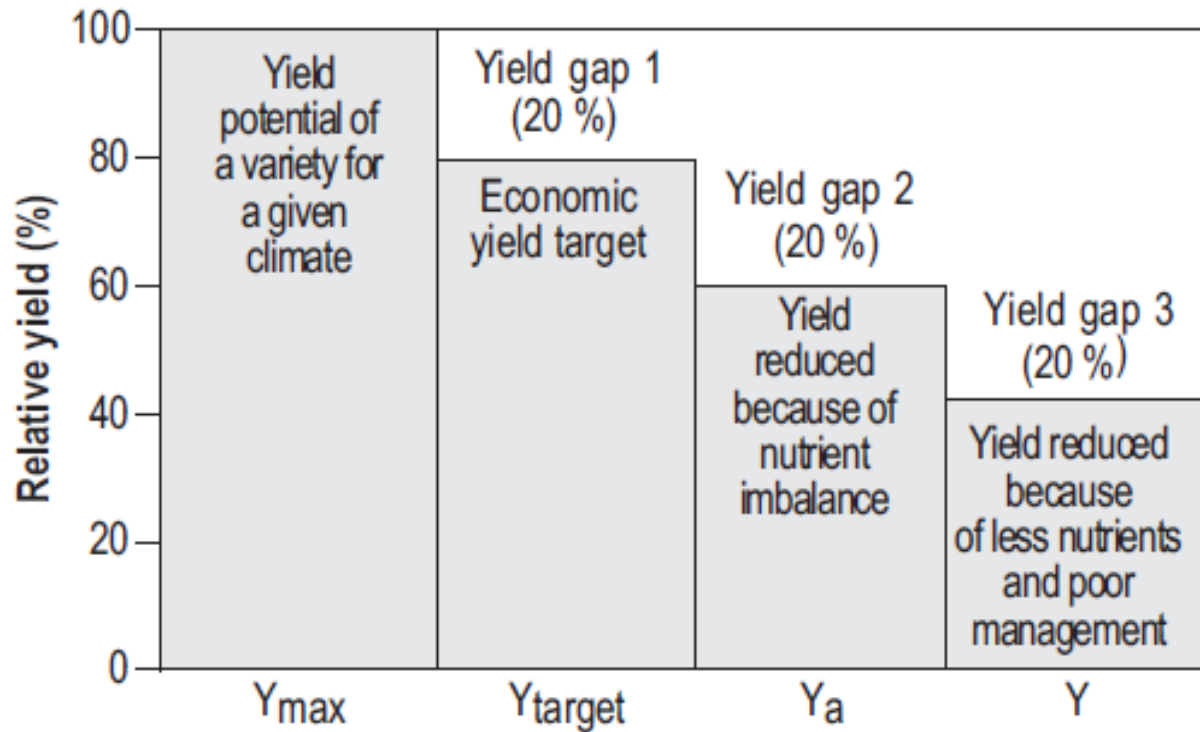 Relative yield (%)
100
80
60
40
20
0
Yield
potential of
a variety for
a given
climate
Yield gap 1
(20 %)
Economic
yield target
Yield gap 2
(20 %)
Yield
reduced
because of
nutrient
imbalance
Yield gap 3
(20 %)
Yield reduced
because
of less nutrients
and poor
management
Ymax
Ytarget
Ya
Y